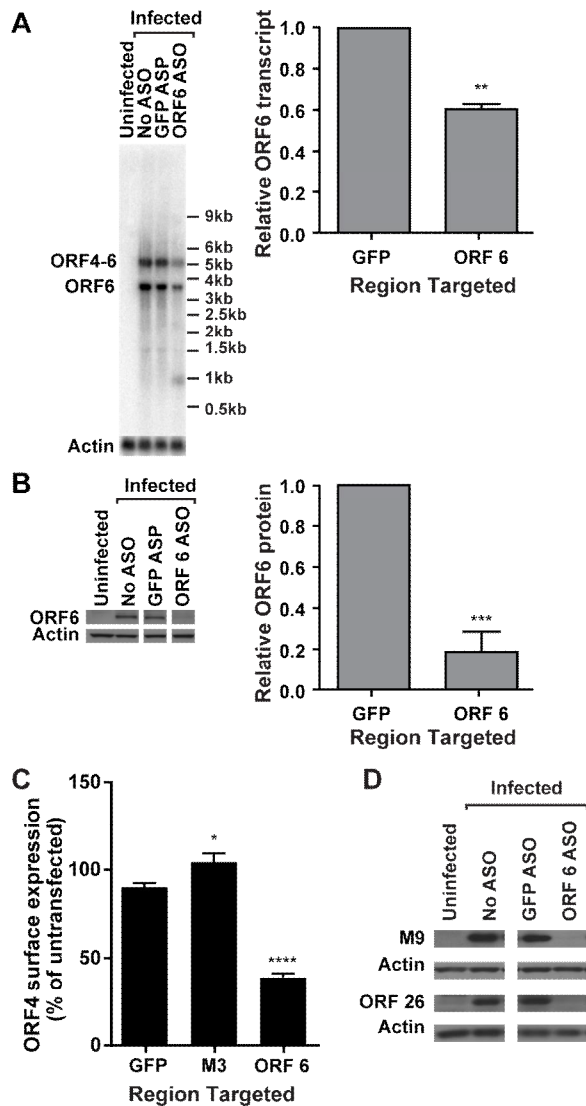 A
Infected
Uninfected
No ASO
GFP ASP
ORF6 ASO
9kb
6kb
5kb
4kb
3kb
2.5kb
2kb
1.5kb
1kb
0.5kb
ORF4-6
ORF6
Actin
Relative ORF6 transcript
1.0
0.8
0.6
0.4
0.2
0.0
**
GFP
ORF 6
Region Targeted
B
Infected
Uninfected
No ASO
GFP ASP
ORF 6 ASO
ORF6
Actin
Relative ORF6 protein
1.0
0.8
0.6
0.4
0.2
0.0
***
GFP
ORF 6
Region Targeted
C
ORF4 surface expression
(% of untransfected)
150
100
50
0
*
****
GFP
M3
ORF 6
Region Targeted
D
Infected
Uninfected
No ASO
GFP ASO
ORF 6 ASO
M9
Actin
ORF 26
Actin